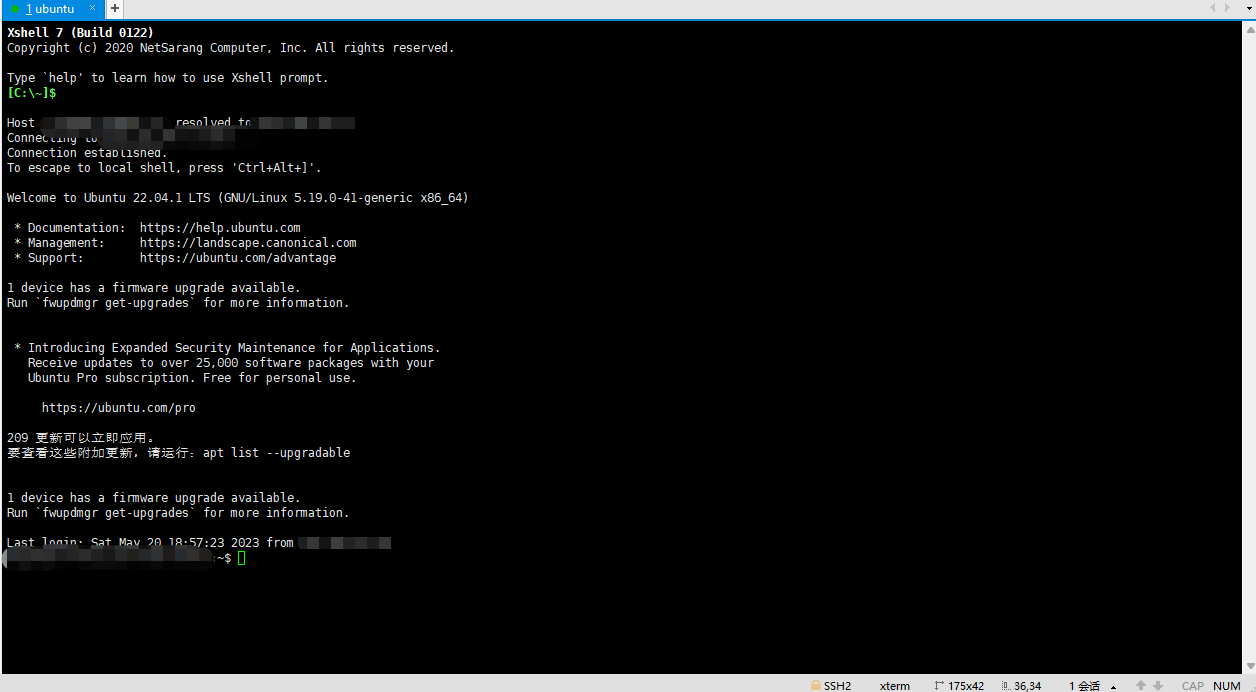 1 ubuntu × +
Xshell 7 (Build 0122)
Copyright (c) 2020 NetSarang Computer, Inc. All rights reserved.
Type `help' to learn how to use Xshell prompt.
[C:\~]$
Host resolved to
Connecting to
Connection established.
To escape to local shell, press 'Ctrl+Alt+]'.
Welcome to Ubuntu 22.04.1 LTS (GNU/Linux 5.19.0-41-generic x86_64)
* Documentation: https://help.ubuntu.com
* Management: https://landscape.canonical.com
* Support: https://ubuntu.com/advantage
1 device has a firmware upgrade available.
Run `fwupdmgr get-upgrades` for more information.
* Introducing Expanded Security Maintenance for Applications.
Receive updates to over 25,000 software packages with your
Ubuntu Pro subscription. Free for personal use.
https://ubuntu.com/pro
209 更新可以立即应用。
要查看这些附加更新，请运行：apt list --upgradable
1 device has a firmware upgrade available.
Run `fwupdmgr get-upgrades` for more information.
Last login: Sat May 20 18:57:23 2023 from
:~$
SSH2 xterm 175x42 36,34 1 会话 CAP NUM